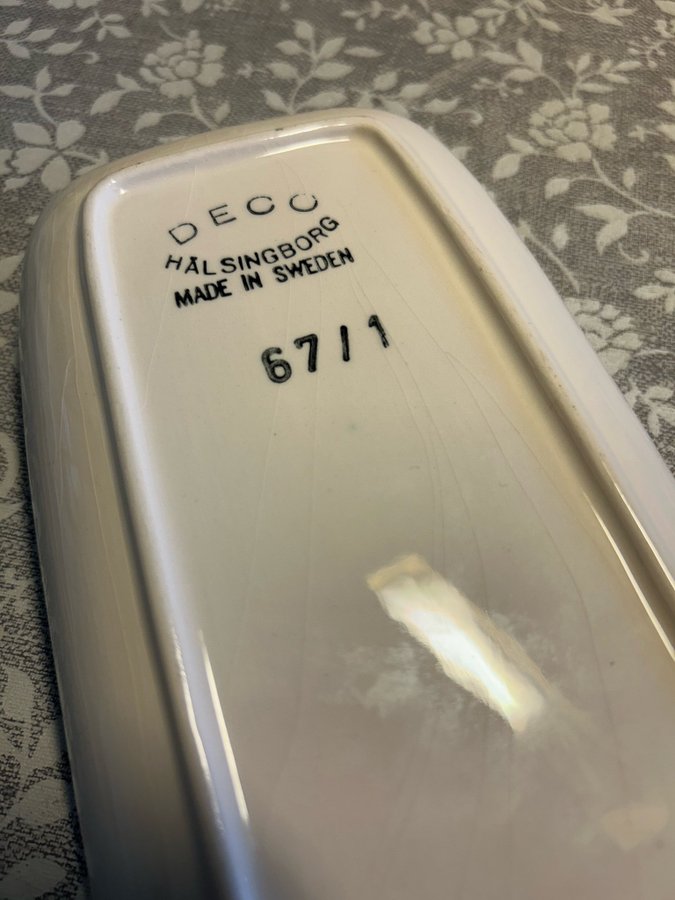 DECO
HÄLSINGBORG
MADE IN SWEDEN
67/1